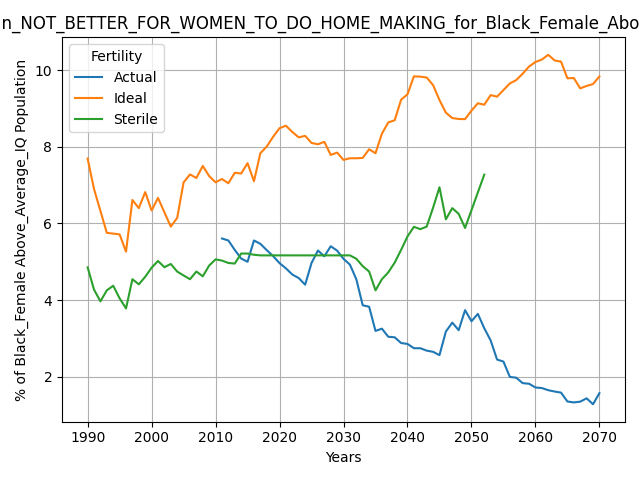 n_NOT_BETTER_FOR_WOMEN_TO_DO_HOME_MAKING_for_Black_Female_Abo
Fertility
Actual
Ideal
Sterile
% of Black_Female Above_Average_IQ Population
10
8
6
4
2
1990 2000 2010 2020 2030 2040 2050 2060 2070
Years